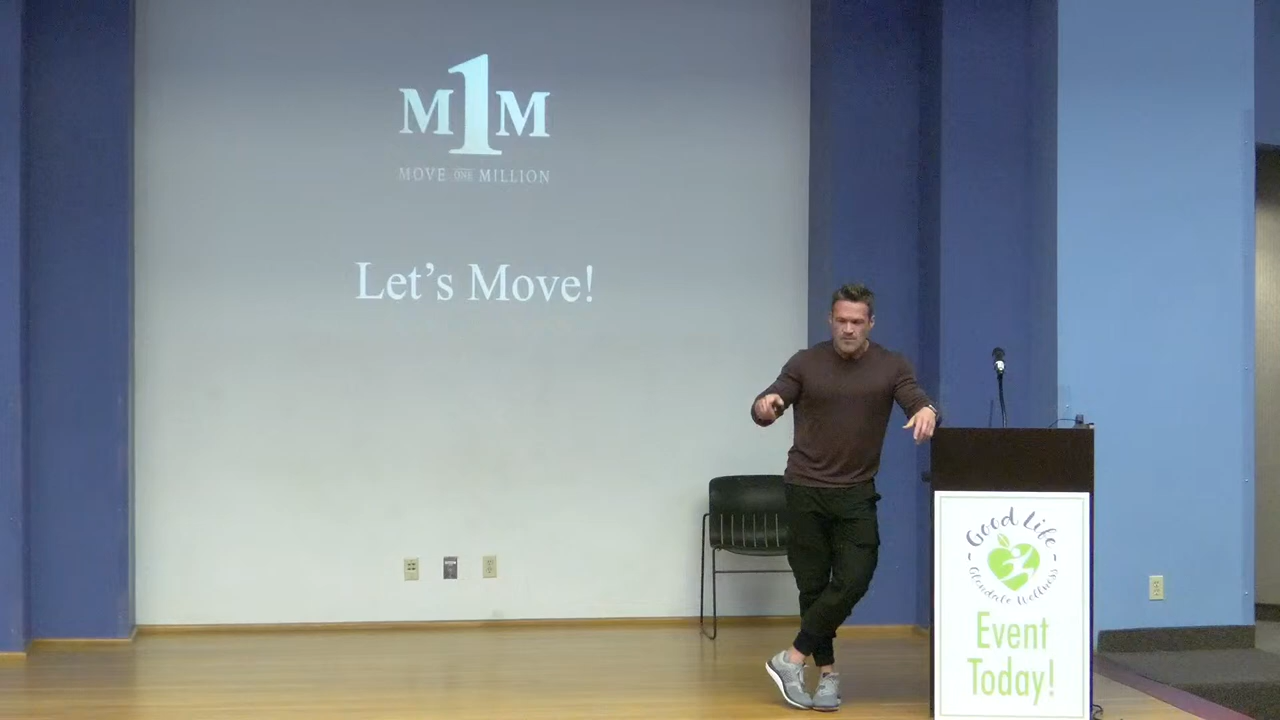 M1M
MOVE ONE MILLION
Let's Move!
Good Life
Glendale Wellness
Event
Today!